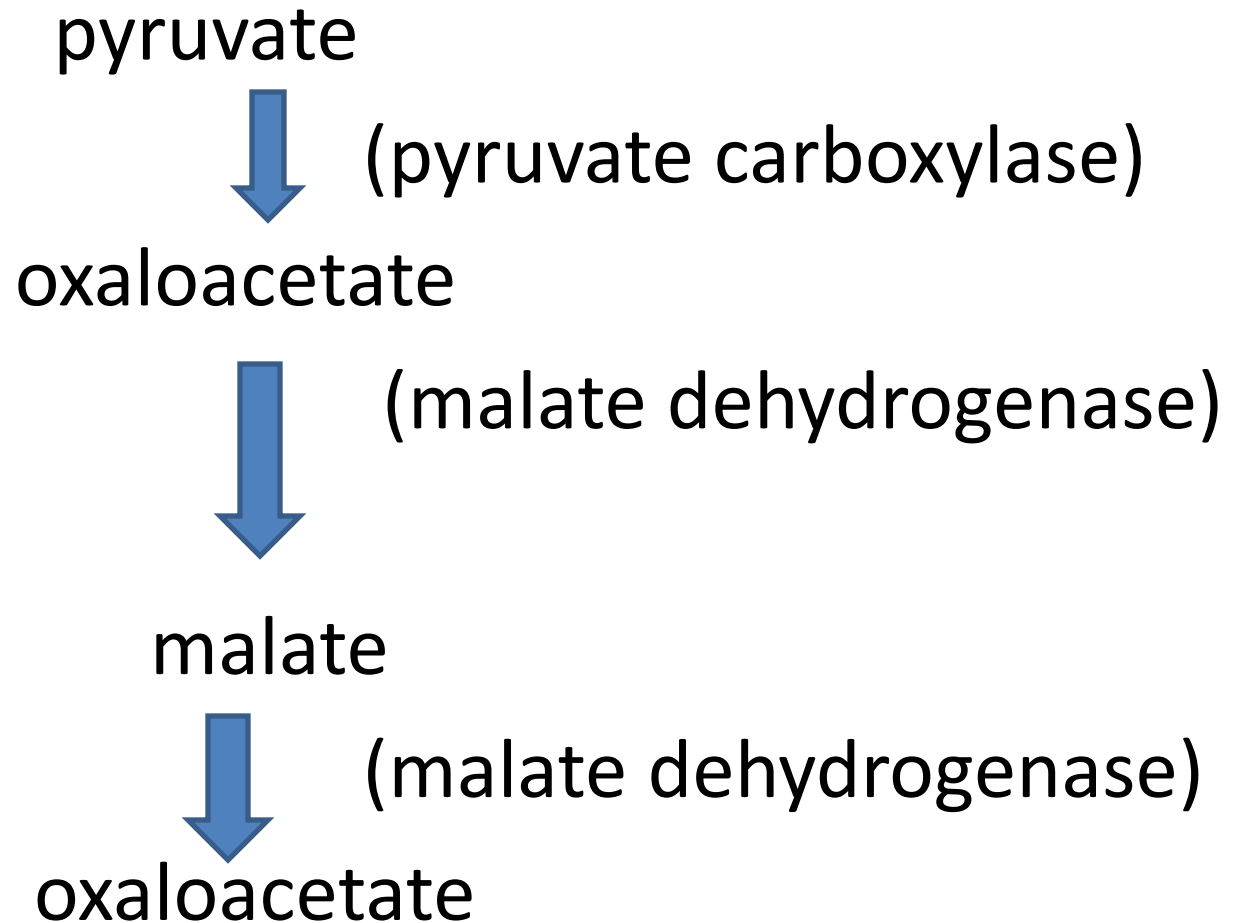 pyruvate
(pyruvate carboxylase)
oxaloacetate
(malate dehydrogenase)
malate
(malate dehydrogenase)
oxaloacetate